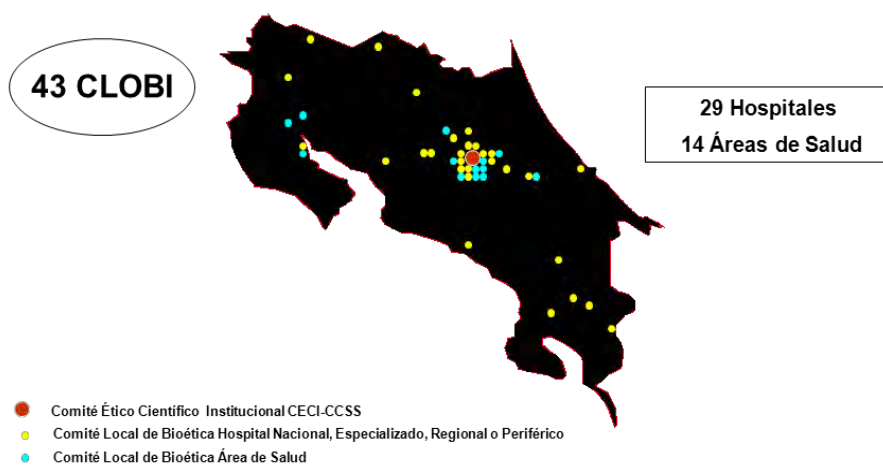 43 CLOBI
29 Hospitales
14 Áreas de Salud
Comité Ético Científico Institucional CECI-CCSS
Comité Local de Bioética Hospital Nacional, Especializado, Regional o Periférico
Comité Local de Bioética Área de Salud